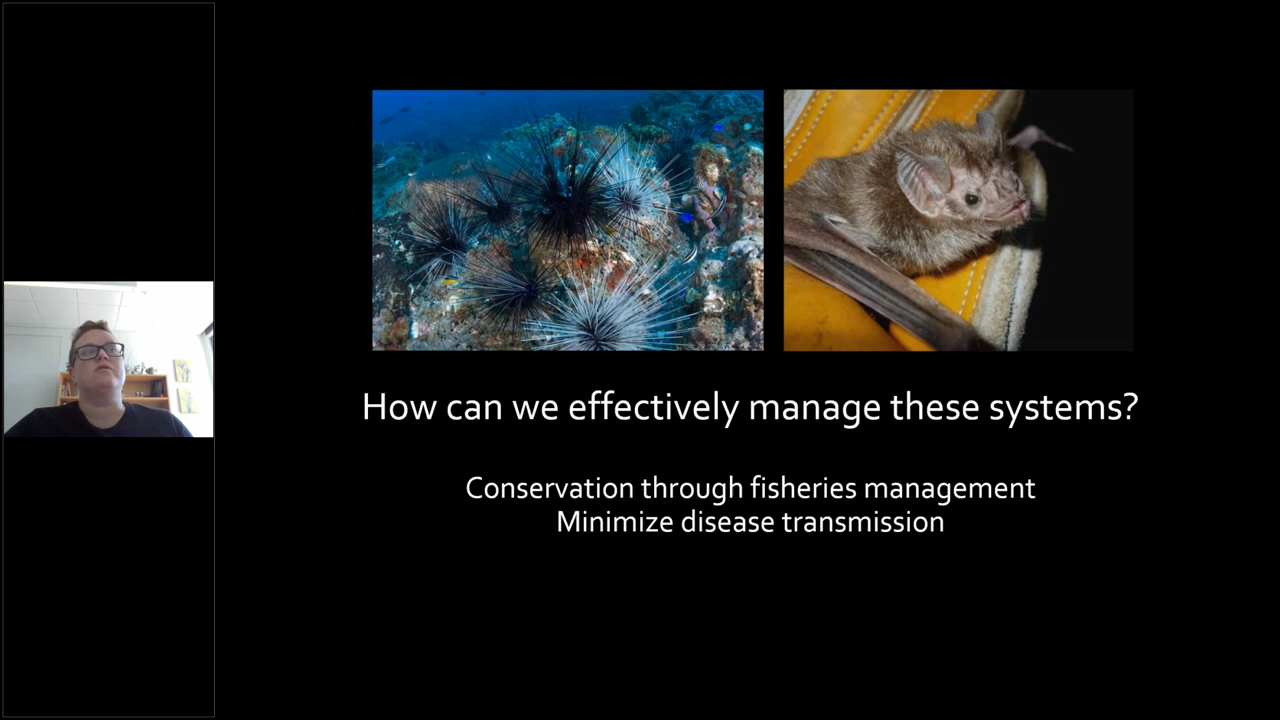 How can we effectively manage these systems?
Conservation through fisheries management
Minimize disease transmission